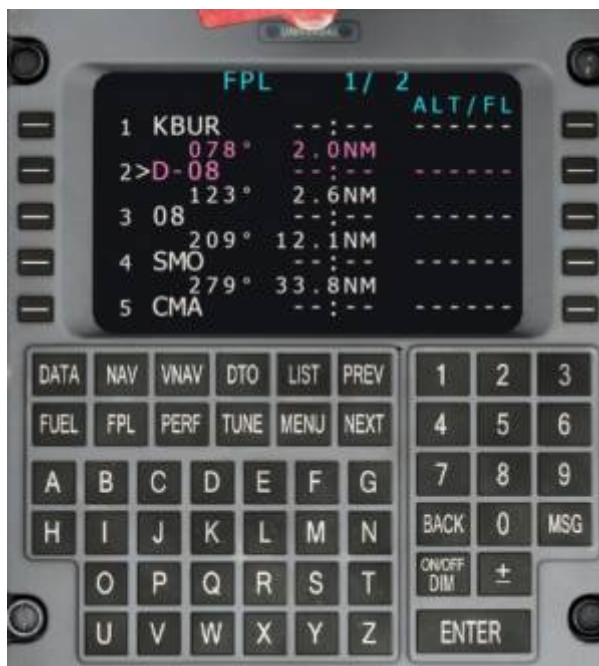 UNIVERSAL
FPL 1/ 2
ALT/FL
1 KBUR --:-- ------
078° 2.0NM
2>D-08 --:-- ------
123° 2.6NM
3 08 --:-- ------
209° 12.1NM
4 SMO --:-- ------
279° 33.8NM
5 CMA --:-- ------
DATA NAV VNAV DTO LIST PREV 1 2 3
FUEL FPL PERF TUNE MENU NEXT 4 5 6
A B C D E F G 7 8 9
H I J K L M N BACK 0 MSG
O P Q R S T ON/OFF DIM ±
U V W X Y Z ENTER